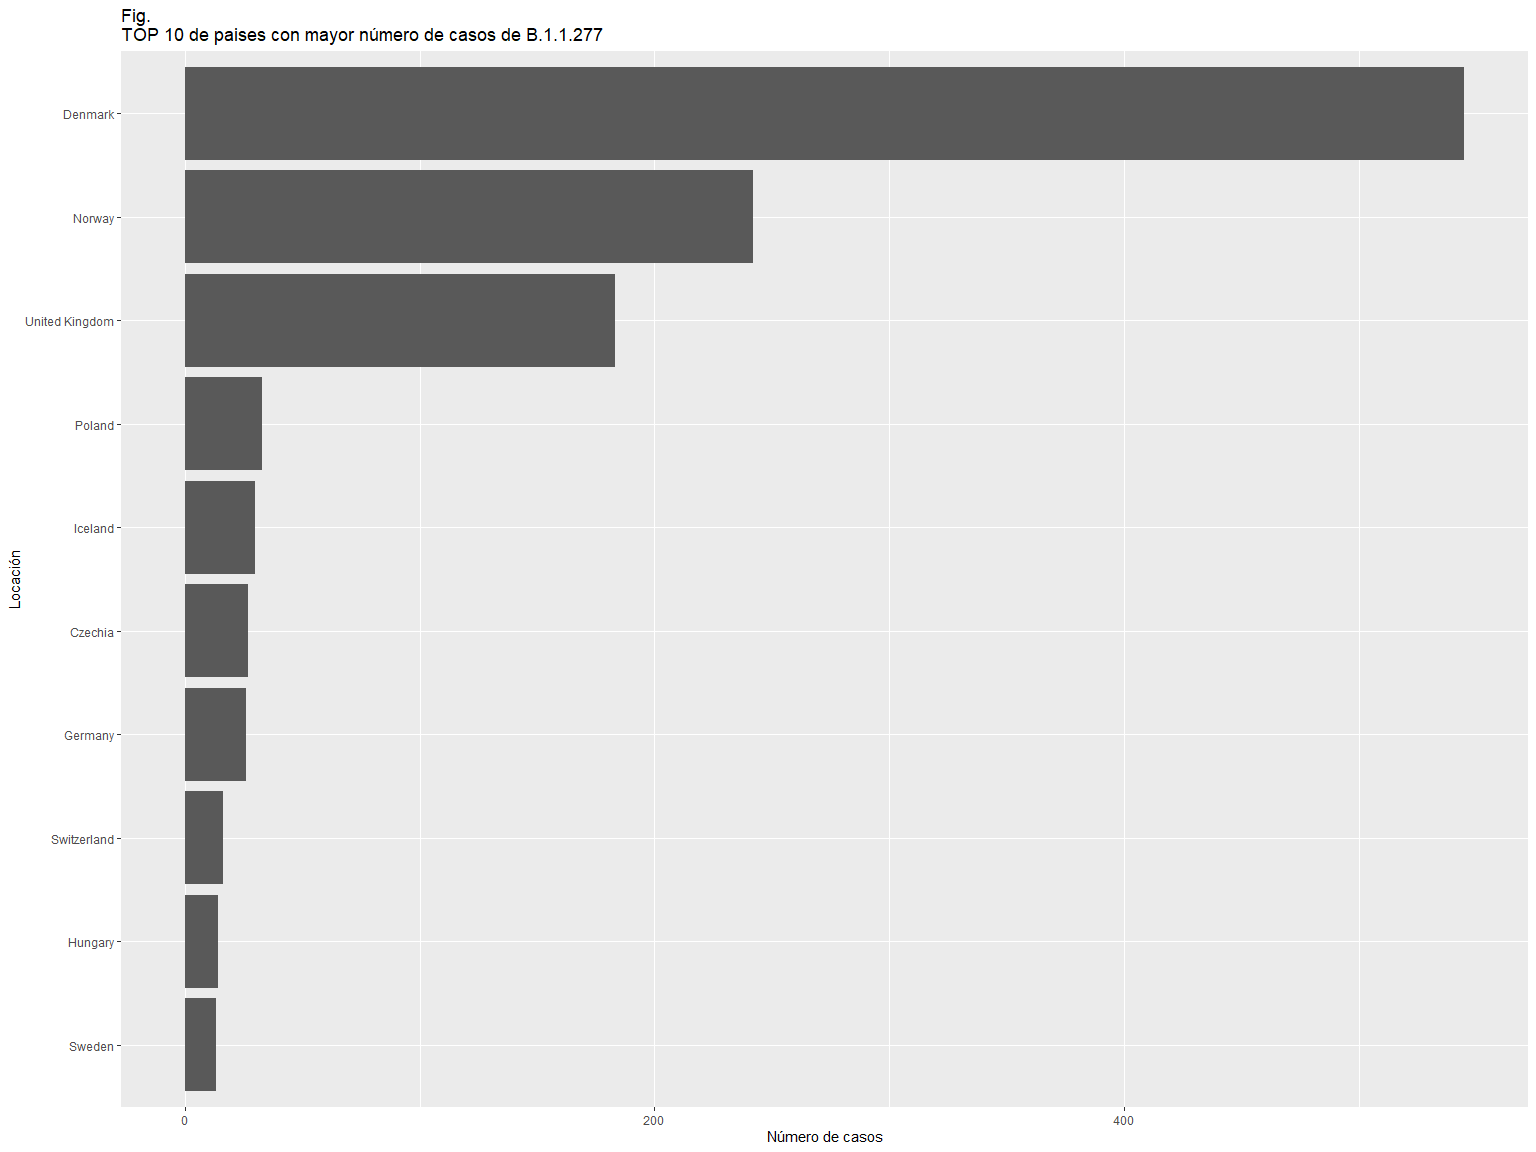 Fig.
TOP 10 de paises con mayor número de casos de B.1.1.277
Denmark
Norway
United Kingdom
Poland
Iceland
Czechia
Germany
Switzerland
Hungary
Sweden
Locación
0
200
400
Número de casos